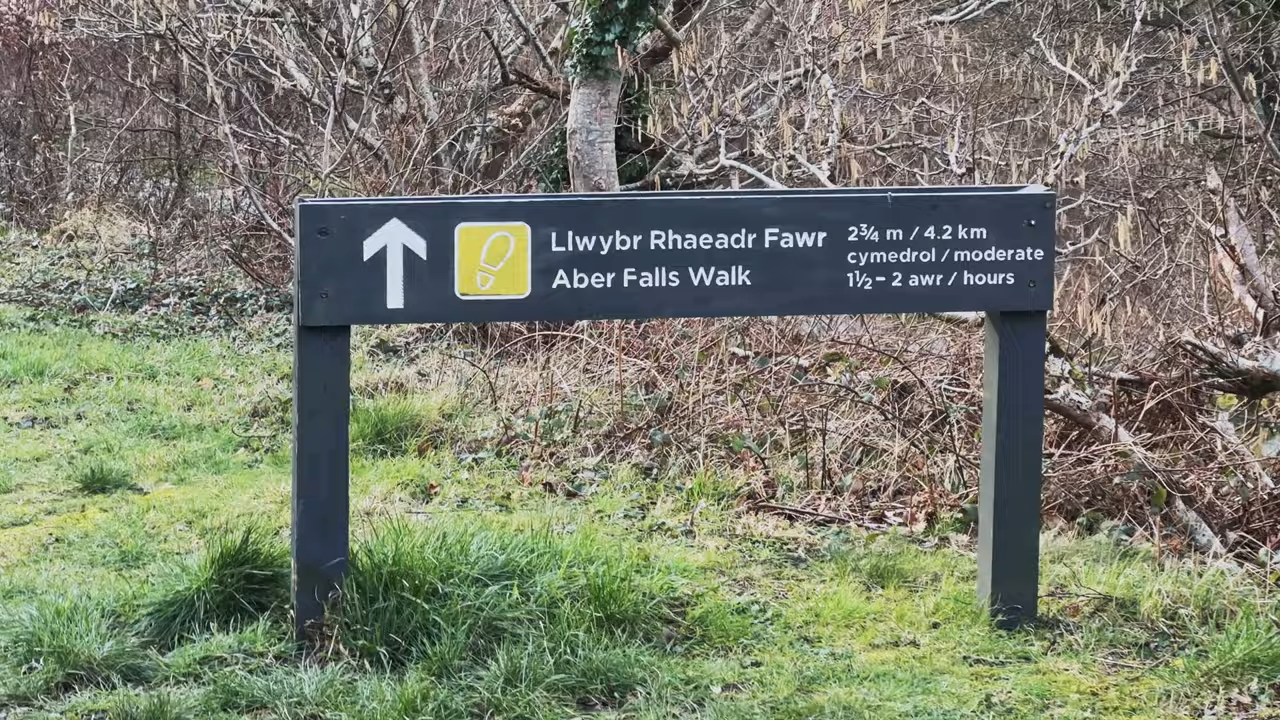 Llwybr Rhaeadr Fawr
Aber Falls Walk
2¾ m / 4.2 km
cymedrol / moderate
1½ – 2 awr / hours